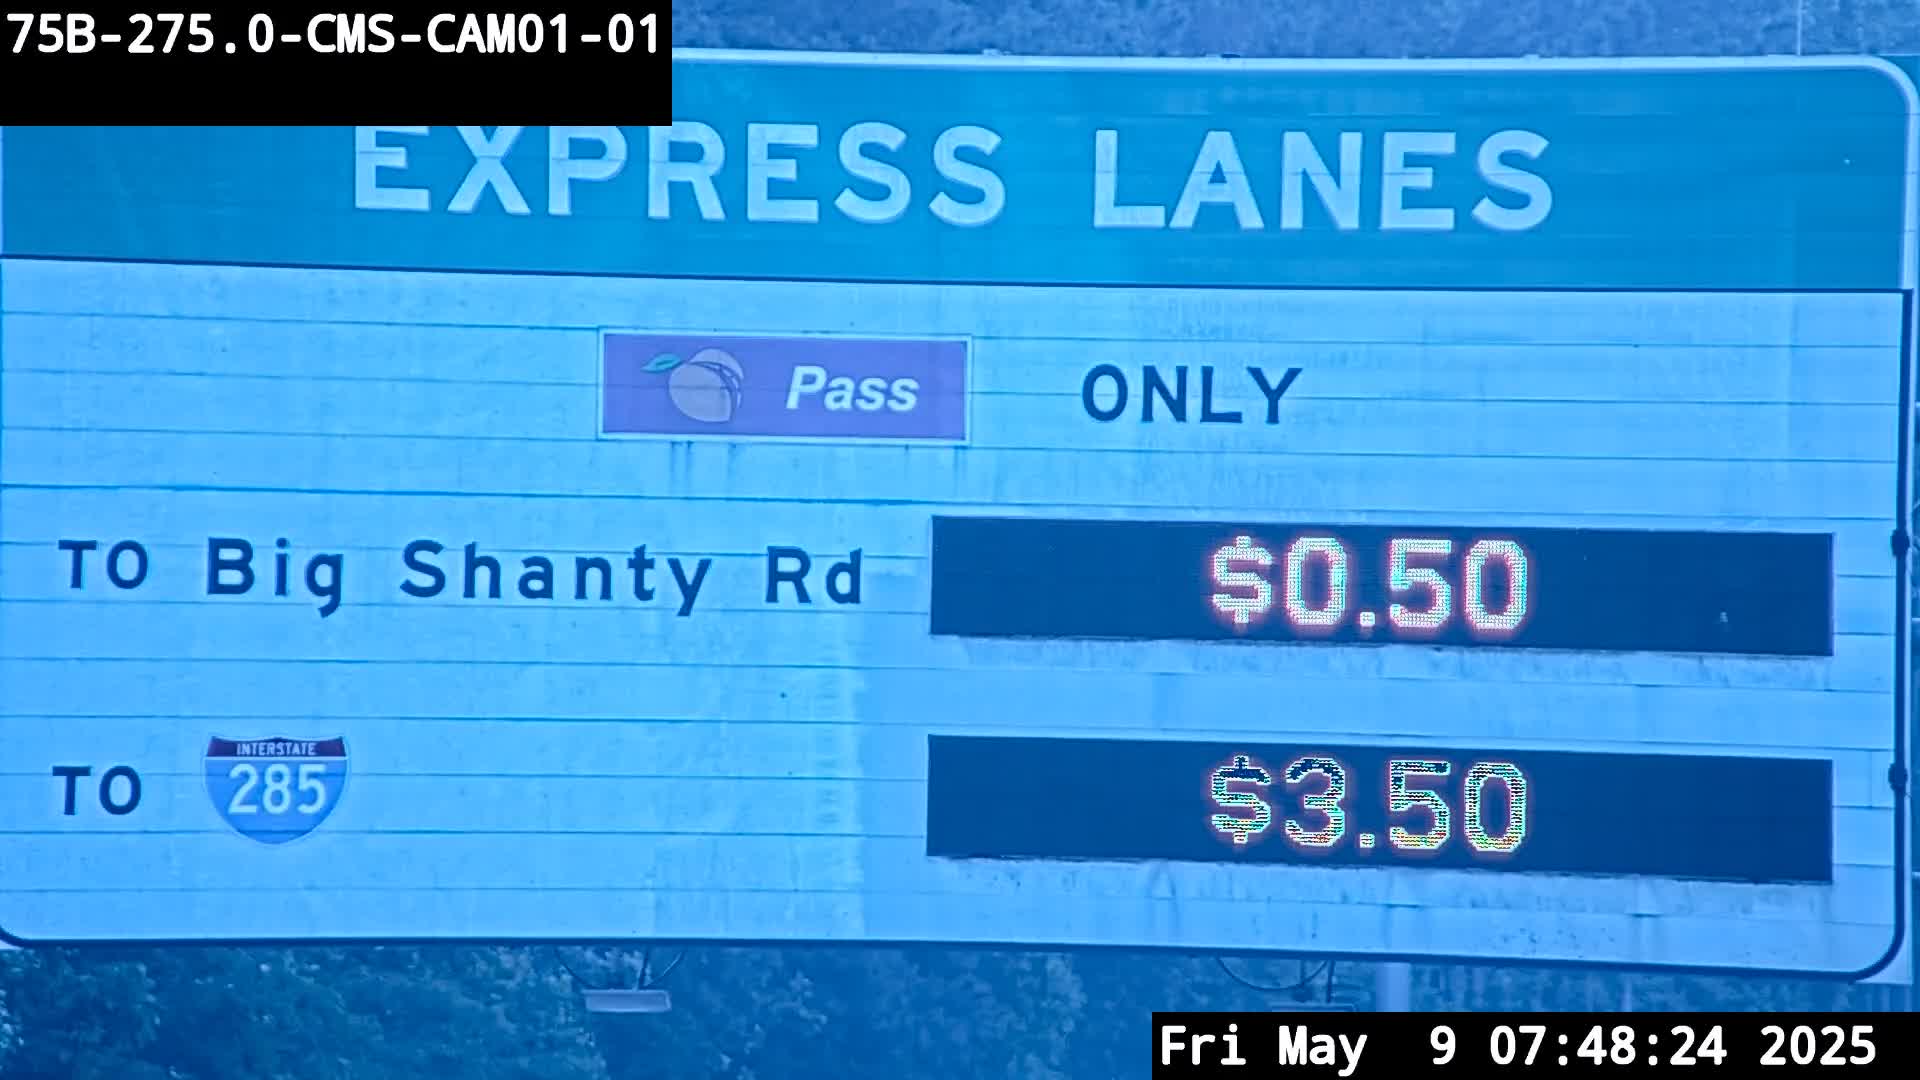 75B-275.0-CMS-CAM01-01
EXPRESS LANES
Pass ONLY
TO Big Shanty Rd $0.50
INTERSTATE
TO 285 $3.50
Fri May 9 07:48:24 2025